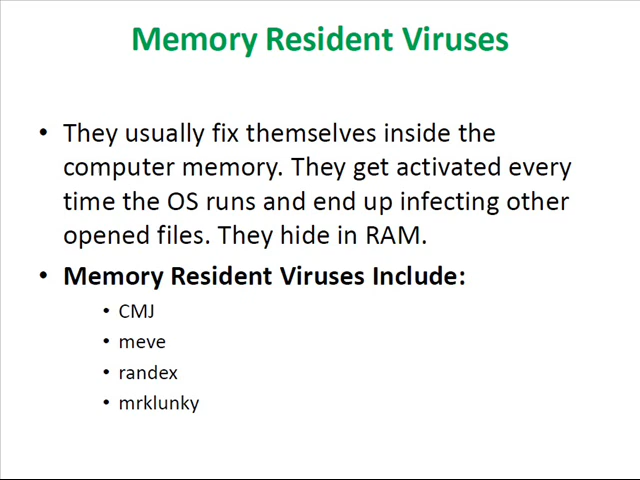 Memory Resident Viruses
• They usually fix themselves inside the
computer memory. They get activated every
time the OS runs and end up infecting other
opened files. They hide in RAM.
• Memory Resident Viruses Include:
• CMJ
• meve
• randex
• mrklunky